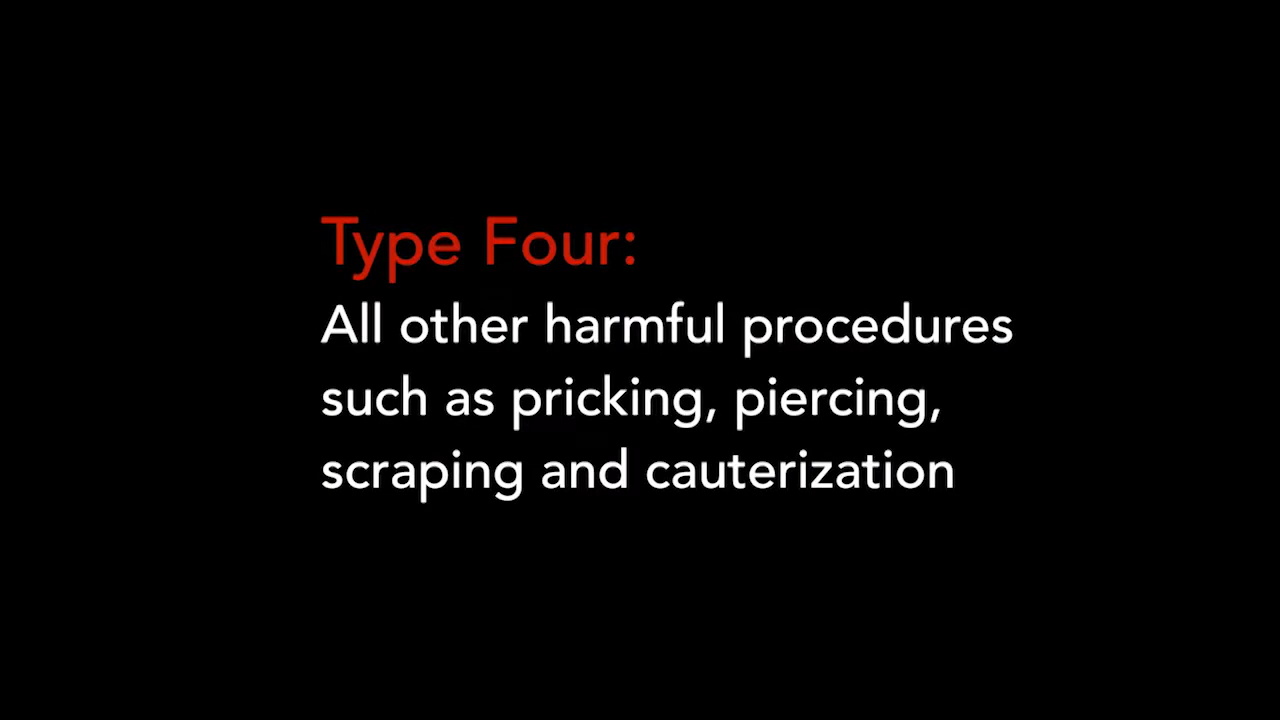 Type Four:
All other harmful procedures
such as pricking, piercing,
scraping and cauterization